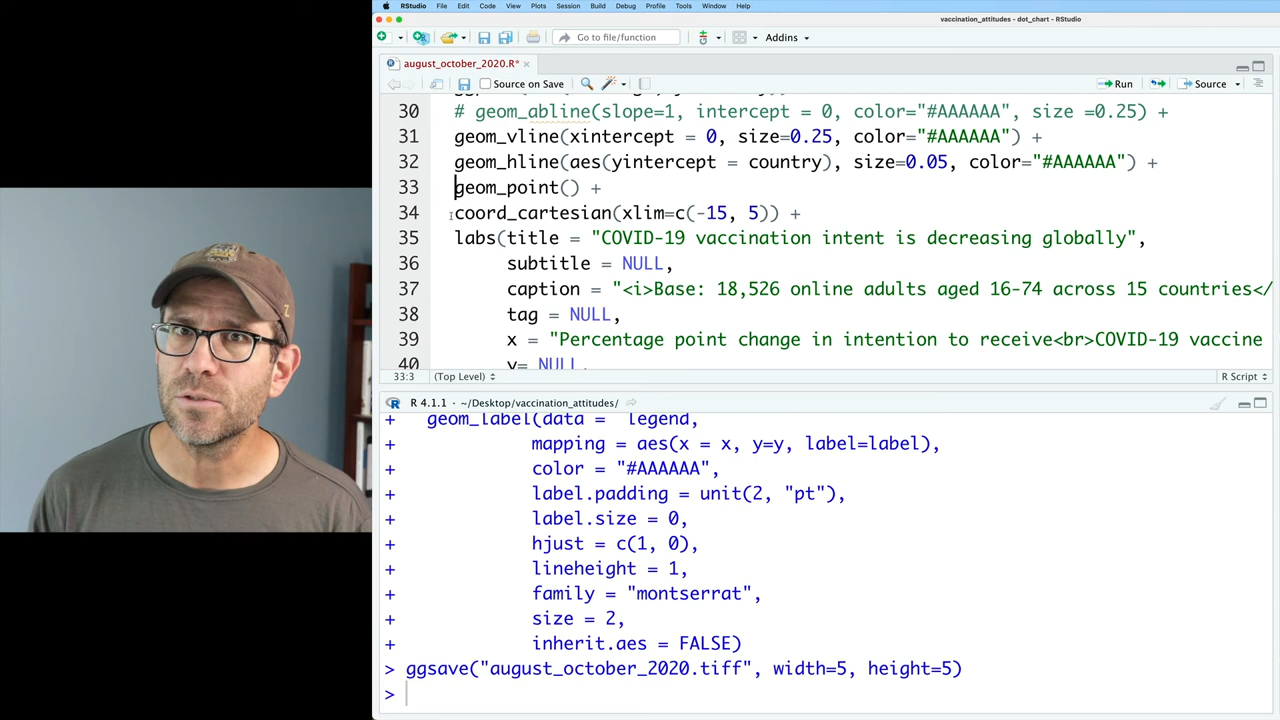 RStudio File Edit Code View Plots Session Build Debug Profile Tools Window Help
vaccination_attitudes - dot_chart - RStudio
Go to file/function Addins
august_october_2020.R*
Source on Save Run Source
30 # geom_abline(slope=1, intercept = 0, color="#AAAAAA", size =0.25) +
31 geom_vline(xintercept = 0, size=0.25, color="#AAAAAA") +
32 geom_hline(aes(yintercept = country), size=0.05, color="#AAAAAA") +
33 geom_point() +
34 coord_cartesian(xlim=c(-15, 5)) +
35 labs(title = "COVID-19 vaccination intent is decreasing globally",
36 subtitle = NULL,
37 caption = "<i>Base: 18,526 online adults aged 16-74 across 15 countries</
38 tag = NULL,
39 x = "Percentage point change in intention to receive<br>COVID-19 vaccine
40 y= NULL,
33:3 (Top Level) R Script
R 4.1.1 · ~/Desktop/vaccination_attitudes/
+ geom_label(data = legend,
+ mapping = aes(x = x, y=y, label=label),
+ color = "#AAAAAA",
+ label.padding = unit(2, "pt"),
+ label.size = 0,
+ hjust = c(1, 0),
+ lineheight = 1,
+ family = "montserrat",
+ size = 2,
+ inherit.aes = FALSE)
> ggsave("august_october_2020.tiff", width=5, height=5)
>